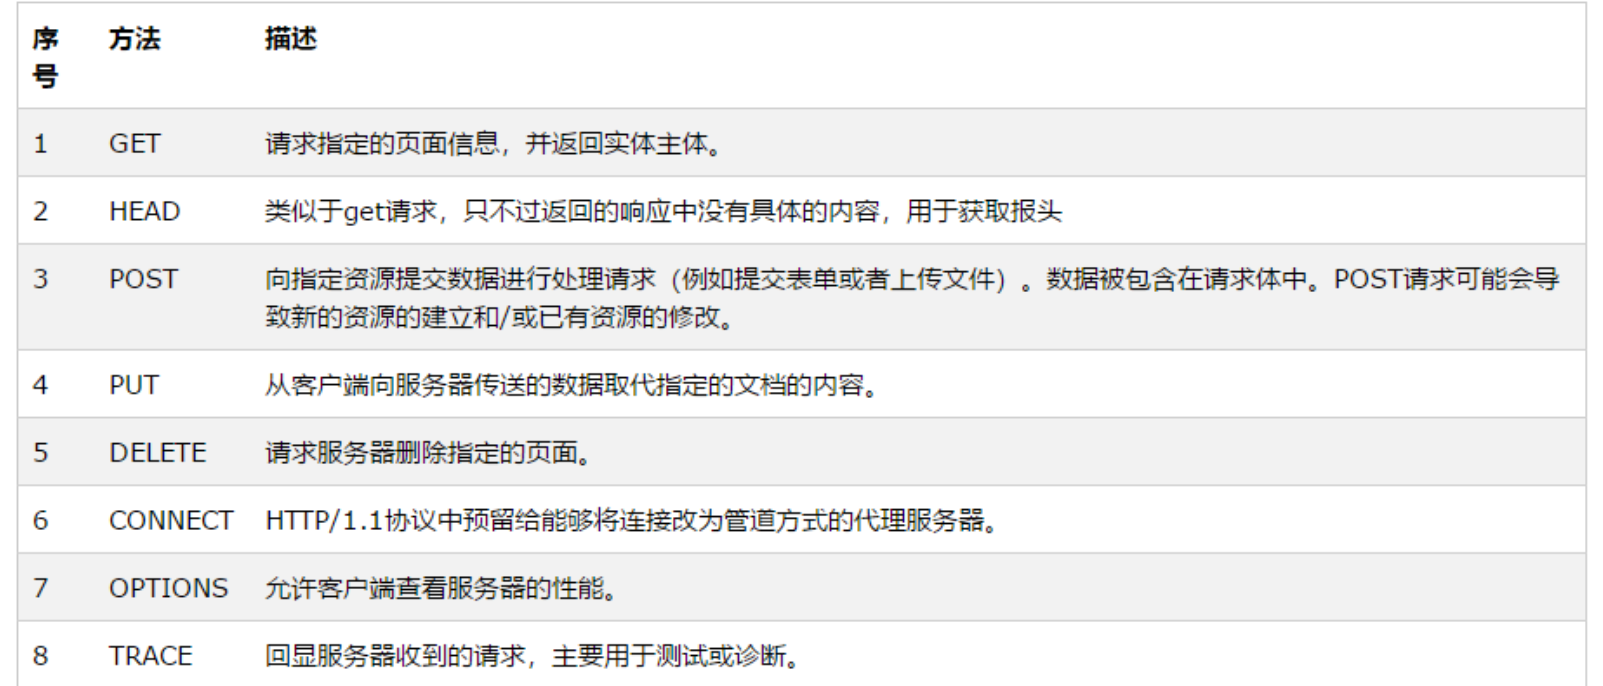 序号 方法 描述
1 GET 请求指定的页面信息，并返回实体主体。
2 HEAD 类似于get请求，只不过返回的响应中没有具体的内容，用于获取报头
3 POST 向指定资源提交数据进行处理请求（例如提交表单或者上传文件）。数据被包含在请求体中。POST请求可能会导
致新的资源的建立和/或已有资源的修改。
4 PUT 从客户端向服务器传送的数据取代指定的文档的内容。
5 DELETE 请求服务器删除指定的页面。
6 CONNECT HTTP/1.1协议中预留给能够将连接改为管道方式的代理服务器。
7 OPTIONS 允许客户端查看服务器的性能。
8 TRACE 回显服务器收到的请求，主要用于测试或诊断。